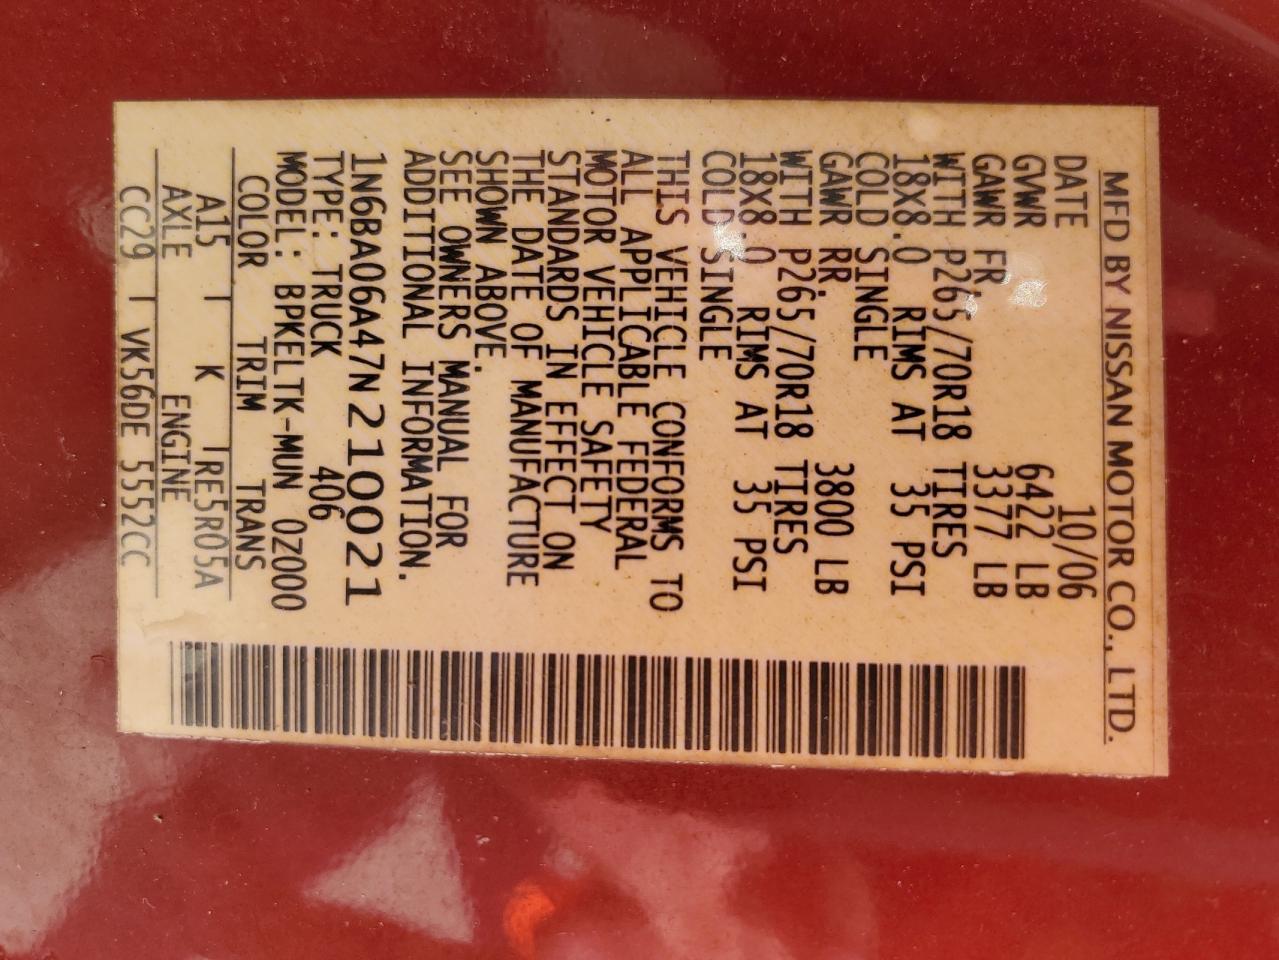 MFD BY NISSAN MOTOR CO., LTD.
DATE 10/06
GVWR 6422 LB
GAWR FR. 3377 LB
WITH P265/70R18 TIRES
18X8.0 RIMS AT 35 PSI
COLD SINGLE
GAWR RR. 3800 LB
WITH P265/70R18 TIRES
18X8.0 RIMS AT 35 PSI
COLD SINGLE
THIS VEHICLE CONFORMS TO
ALL APPLICABLE FEDERAL
MOTOR VEHICLE SAFETY
STANDARDS IN EFFECT ON
THE DATE OF MANUFACTURE
SHOWN ABOVE.
SEE OWNERS MANUAL FOR
ADDITIONAL INFORMATION.
1N6BA06A47N210021
TYPE: TRUCK 406
MODEL: BPKELTK-MUN 0Z000
COLOR TRIM TRANS
A15 K RE5R05A
AXLE ENGINE
CC29 VK56DE 5552CC